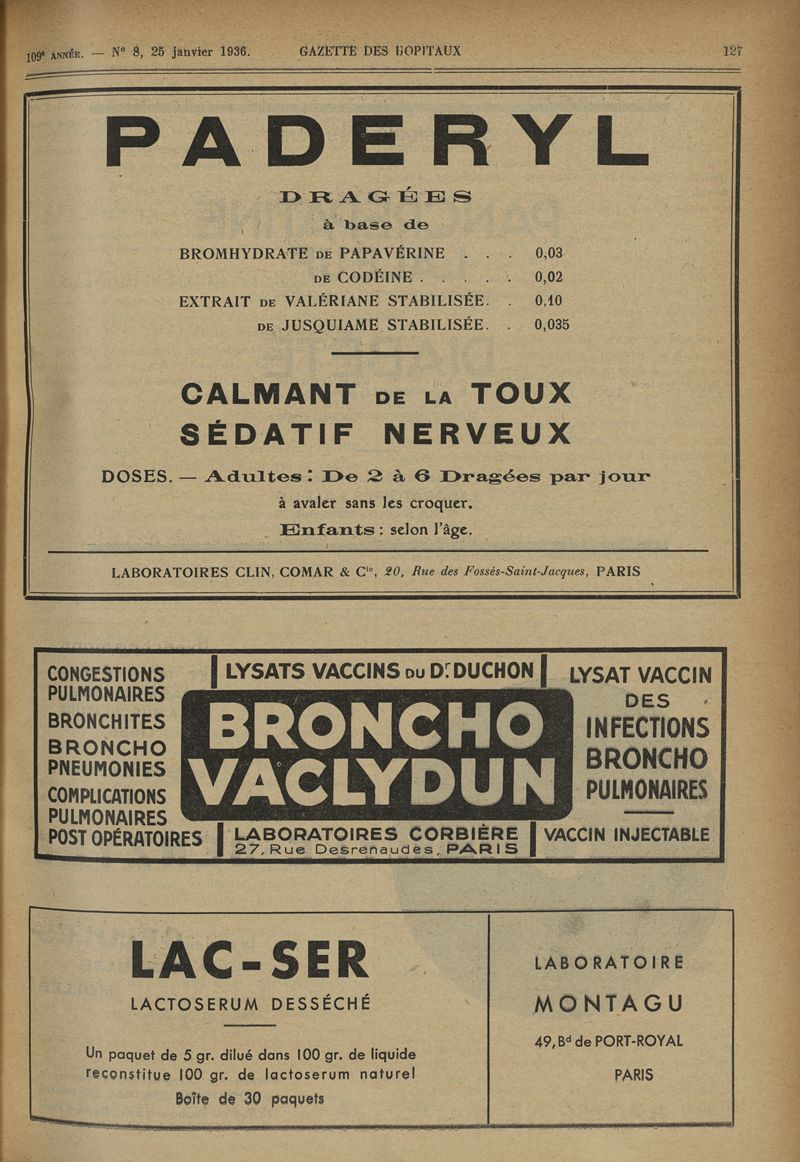 109e ANNÉE. — N° 8, 25 janvier 1936. GAZETTE DES HOPITAUX 127
PADERYL
DRAGÉES
à base de
BROMHYDRATE DE PAPAVÉRINE . . . 0,03
DE CODÉINE . . . . . 0,02
EXTRAIT DE VALÉRIANE STABILISÉE. . 0,10
DE JUSQUIAME STABILISÉE. . 0,035
CALMANT DE LA TOUX
SÉDATIF NERVEUX
DOSES. — Adultes : De 2 à 6 Dragées par jour
à avaler sans les croquer.
Enfants : selon l'âge.
LABORATOIRES CLIN, COMAR & Cie, 20, Rue des Fossés-Saint-Jacques, PARIS
CONGESTIONS
PULMONAIRES
BRONCHITES
BRONCHO
PNEUMONIES
COMPLICATIONS
PULMONAIRES
POST OPÉRATOIRES
LYSATS VACCINS DU Dr. DUCHON
BRONCHO
VACLYDUN
LABORATOIRES CORBIÈRE
27, Rue Desrenaudes, PARIS
LYSAT VACCIN
DES
INFECTIONS
BRONCHO
PULMONAIRES
VACCIN INJECTABLE
LAC-SER
LACTOSERUM DESSÉCHÉ
Un paquet de 5 gr. dilué dans 100 gr. de liquide
reconstitue 100 gr. de lactoserum naturel
Boîte de 30 paquets
LABORATOIRE
MONTAGU
49, Bd de PORT-ROYAL
PARIS